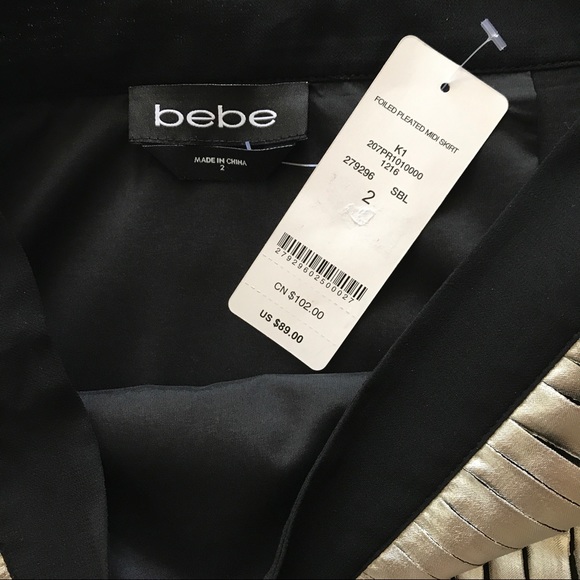 bebe
MADE IN CHINA
2
FOILED PLEATED MIDI SKIRT
K1
207PR1010000
1216
279296 SBL
2
27929602500027
CN $102.00
US $89.00